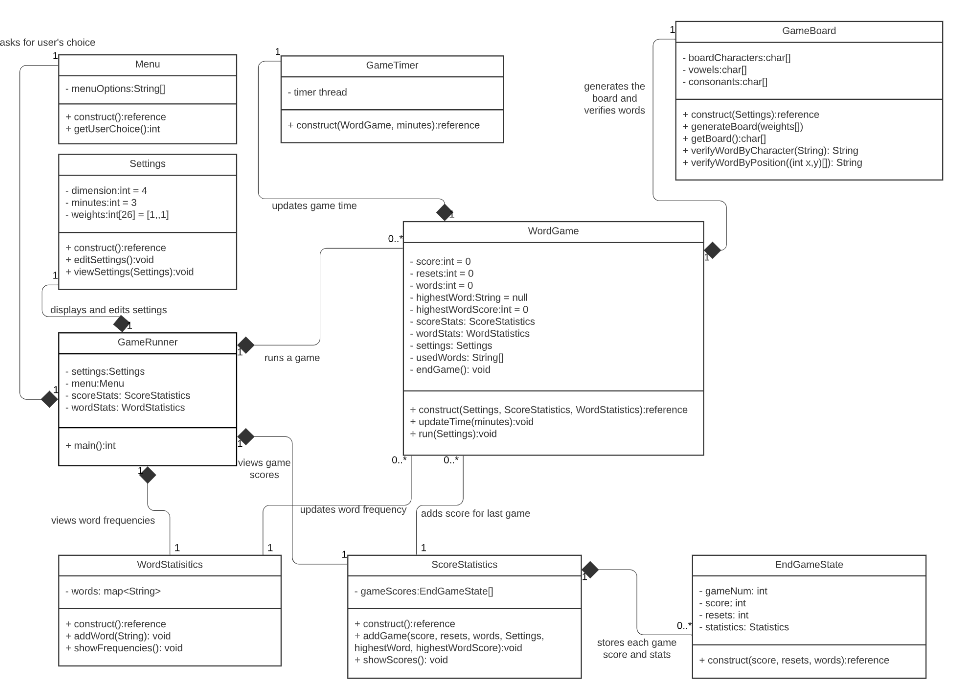 asks for user's choice
1
Menu
- menuOptions:String[]
+ construct():reference
+ getUserChoice():int
Settings
- dimension:int = 4
- minutes:int = 3
- weights:int[26] = [1,,1]
+ construct():reference
+ editSettings():void
+ viewSettings(Settings):void
1
displays and edits settings
1
GameRunner
- settings:Settings
- menu:Menu
- scoreStats: ScoreStatistics
- wordStats: WordStatistics
+ main():int
1
1
1
1
1
GameTimer
- timer thread
+ construct(WordGame, minutes):reference
updates game time
1
0..*
runs a game
generates the
board and
verifies words
1
GameBoard
- boardCharacters:char[]
- vowels:char[]
- consonants:char[]
+ construct(Settings):reference
+ generateBoard(weights[])
+ getBoard():char[]
+ verifyWordByCharacter(String): String
+ verifyWordByPosition((int x,y)[]): String
1
WordGame
- score:int = 0
- resets:int = 0
- words:int = 0
- highestWord:String = null
- highestWordScore:int = 0
- scoreStats: ScoreStatistics
- wordStats: WordStatistics
- settings: Settings
- usedWords: String[]
- endGame(): void
+ construct(Settings, ScoreStatistics, WordStatistics):reference
+ updateTime(minutes):void
+ run(Settings):void
0..*
0..*
views game
scores
views word frequencies
updates word frequency
adds score for last game
1
1
1
1
WordStatisitics
- words: map<String>
+ construct():reference
+ addWord(String): void
+ showFrequencies(): void
ScoreStatistics
- gameScores:EndGameState[]
+ construct():reference
+ addGame(score, resets, words, Settings,
highestWord, highestWordScore):void
+ showScores(): void
1
0..*
stores each game
score and stats
EndGameState
- gameNum: int
- score: int
- resets: int
- statistics: Statistics
+ construct(score, resets, words):reference